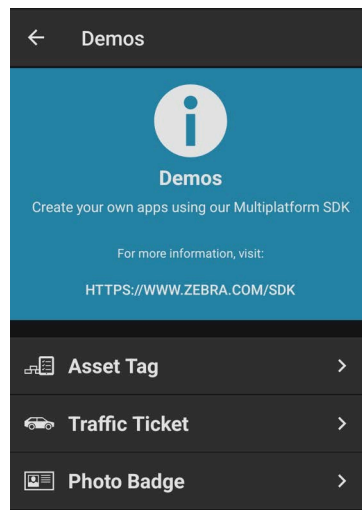 Demos
Demos
Create your own apps using our Multiplatform SDK
For more information, visit:
HTTPS://WWW.ZEBRA.COM/SDK
Asset Tag
Traffic Ticket
Photo Badge